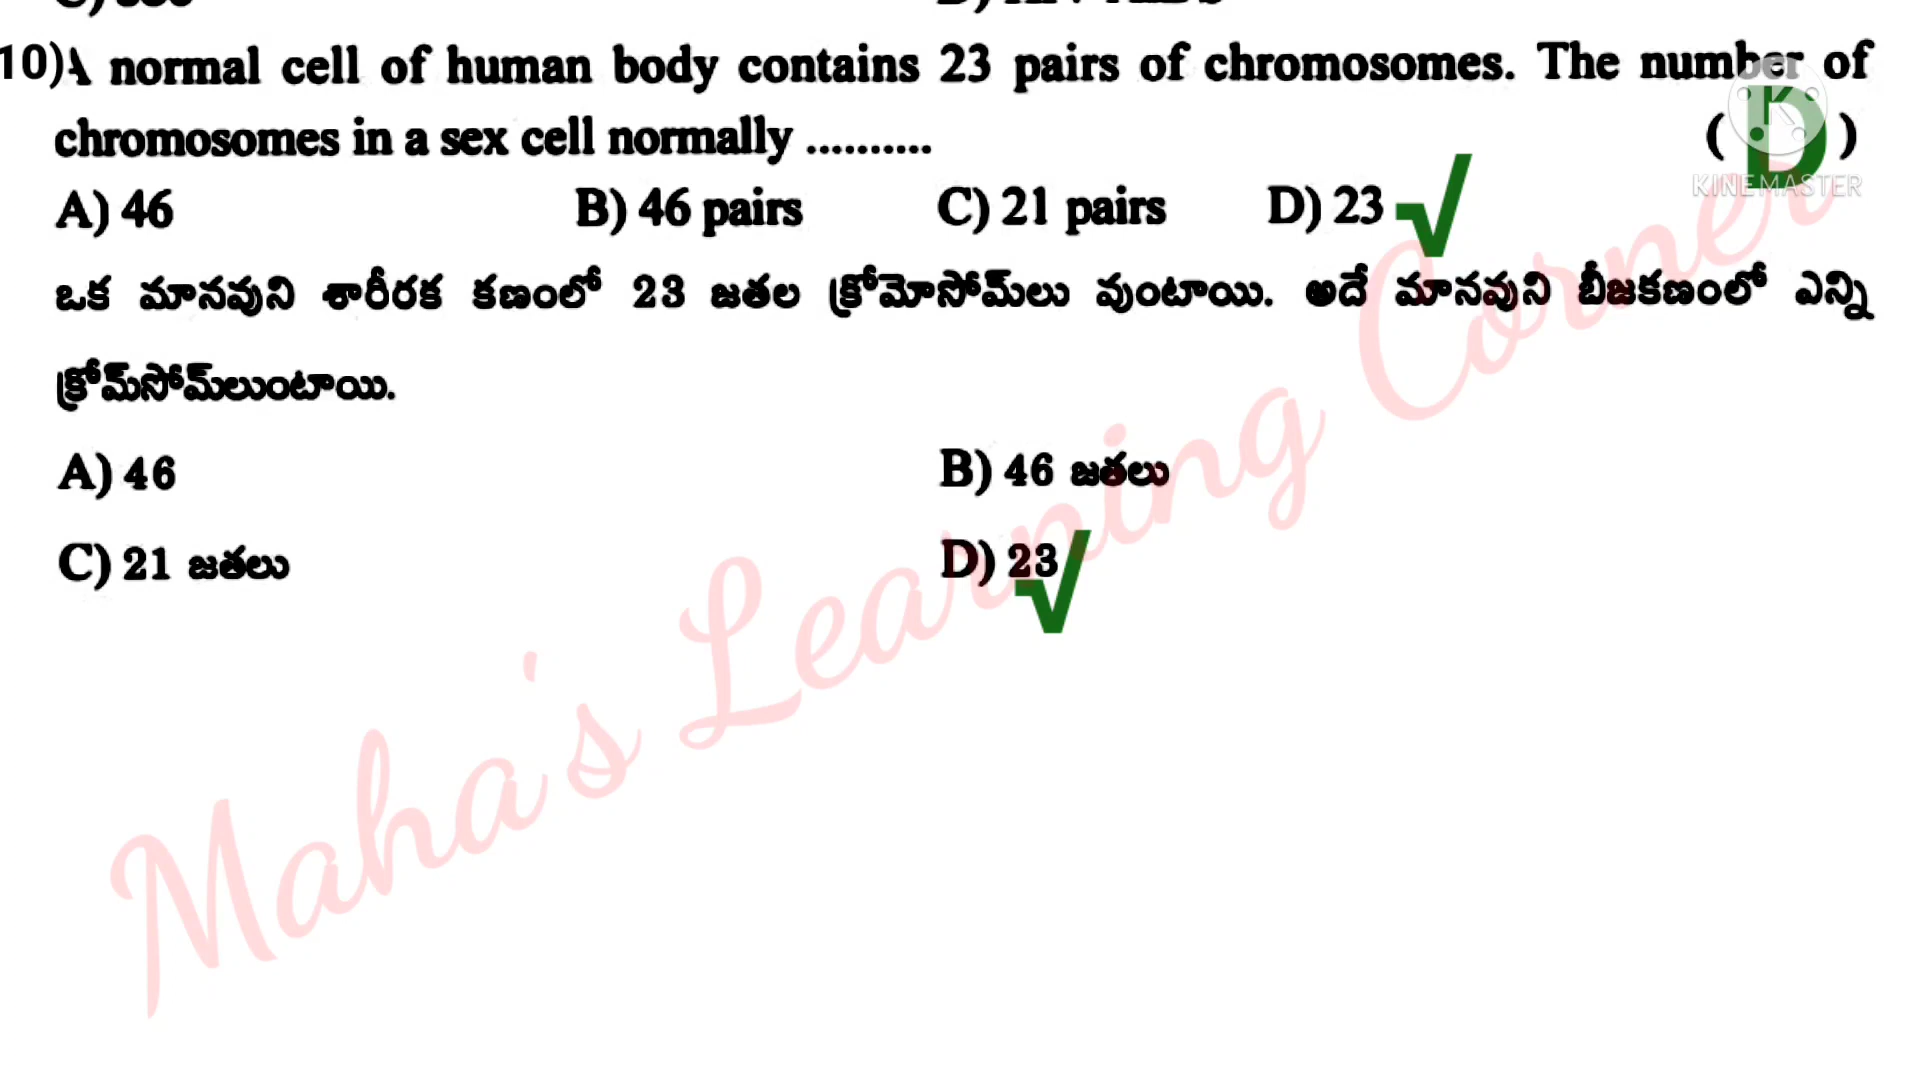 10) A normal cell of human body contains 23 pairs of chromosomes. The number of
chromosomes in a sex cell normally .......... ( D )
KINEMASTER
A) 46 B) 46 pairs C) 21 pairs D) 23 √
ఒక మానవుని శారీరక కణంలో 23 జతల క్రోమోసోమ్‌లు వుంటాయి. అదే మానవుని బీజకణంలో ఎన్ని
క్రోమ్‌సోమ్‌లుంటాయి.
A) 46 B) 46 జతలు
C) 21 జతలు D) 23 √
Maha's Learning Corner